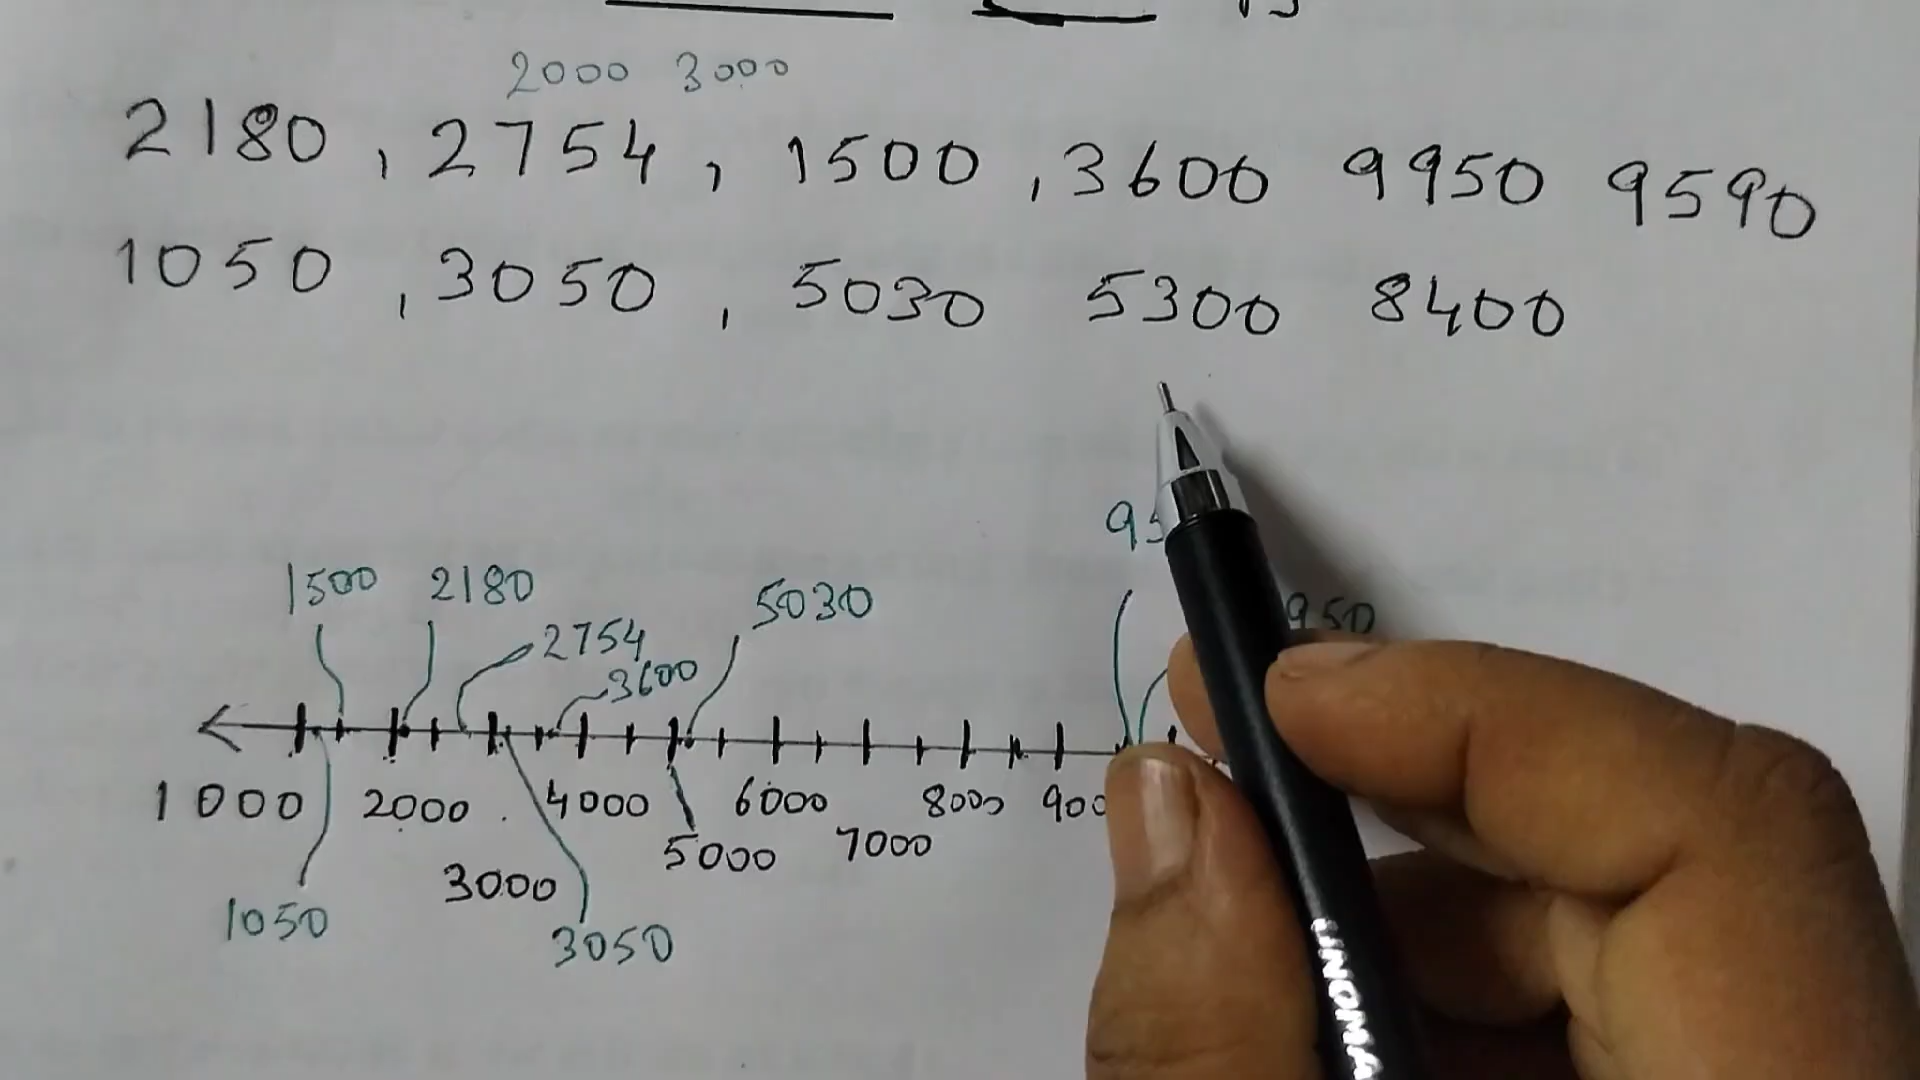 2000 3000
2180 , 2754 , 1500 , 3600 9950 9590
1050 , 3050 , 5030 5300 8400
1500 2180 2754 3600 5030
1000 2000 3000 4000 5000 6000 7000 8000
1050 3050
UNOMA